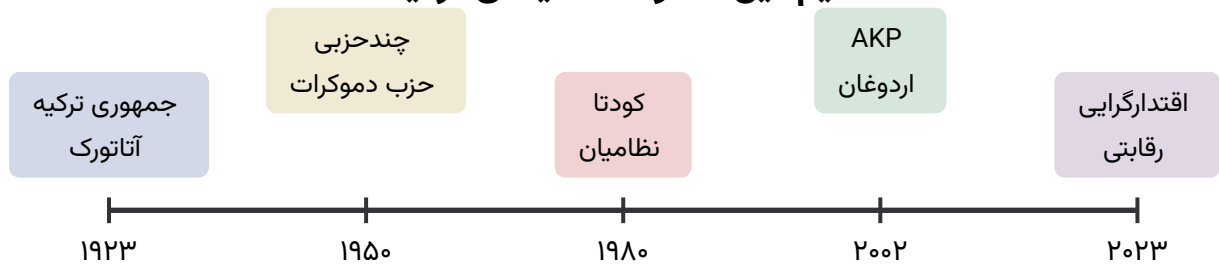 جمهوری ترکیه
آتاتورک
چندحزبی
حزب دموکرات
کودتا
نظامیان
AKP
اردوغان
اقتدارگرایی
رقابتی
۱۹۲۳
۱۹۵۰
۱۹۸۰
۲۰۰۲
۲۰۲۳